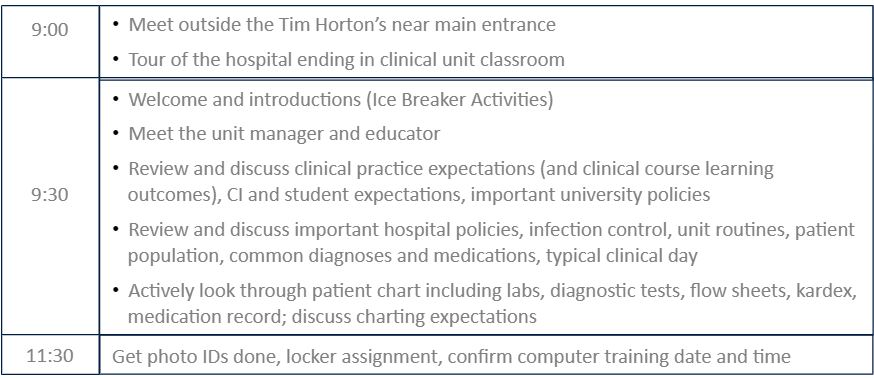 9:00
• Meet outside the Tim Horton’s near main entrance
• Tour of the hospital ending in clinical unit classroom
9:30
• Welcome and introductions (Ice Breaker Activities)
• Meet the unit manager and educator
• Review and discuss clinical practice expectations (and clinical course learning
outcomes), CI and student expectations, important university policies
• Review and discuss important hospital policies, infection control, unit routines, patient
population, common diagnoses and medications, typical clinical day
• Actively look through patient chart including labs, diagnostic tests, flow sheets, kardex,
medication record; discuss charting expectations
11:30
Get photo IDs done, locker assignment, confirm computer training date and time